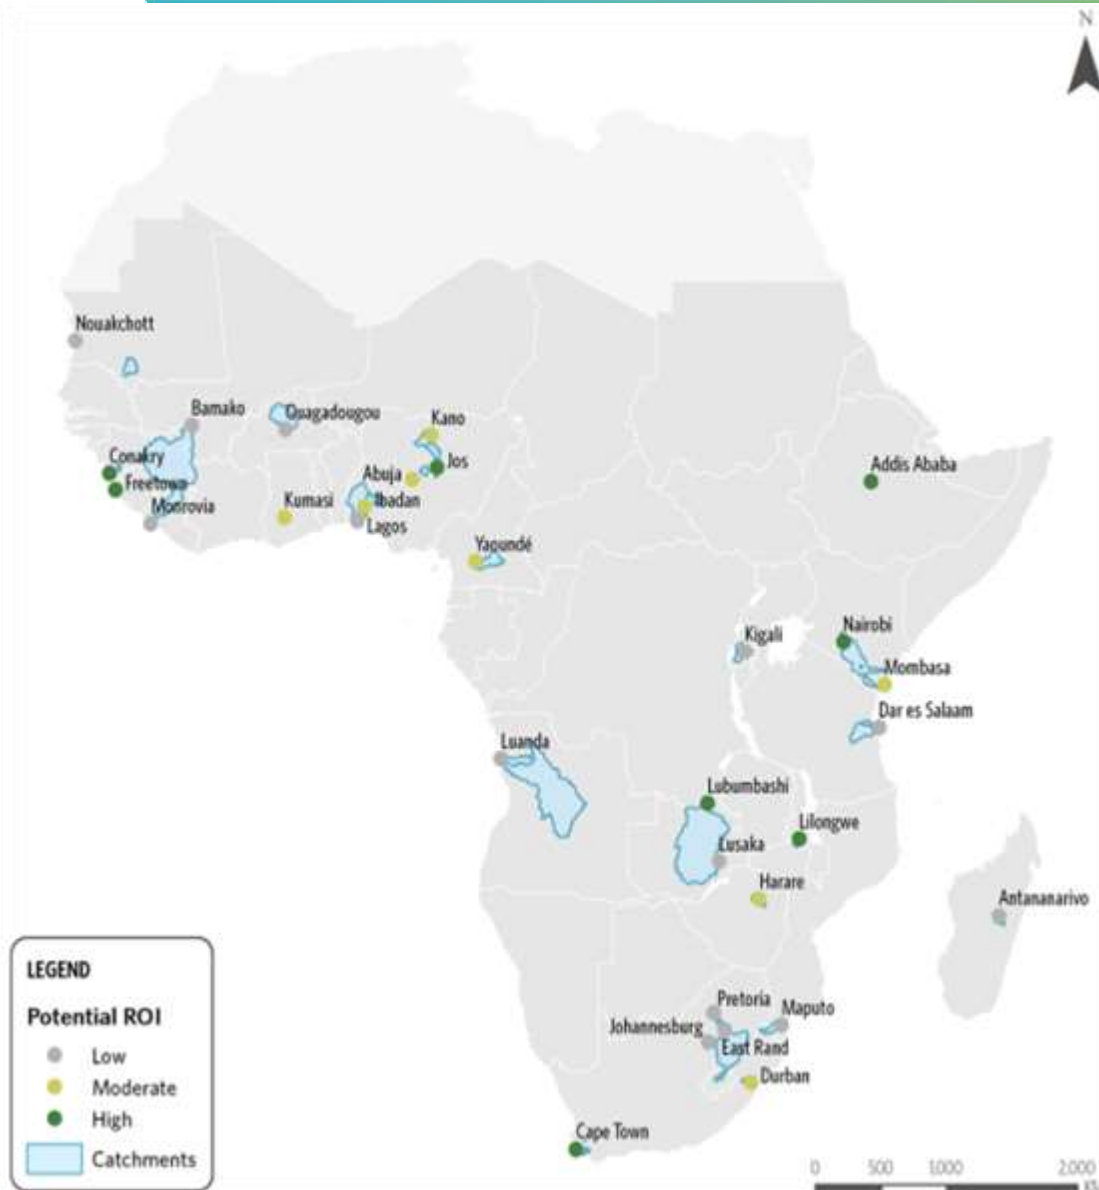 N
Nouakchott
Bamako
Ouagadougou
Kano
Conakry
Jos
Abuja
Addis Ababa
Freetown
Kumasi
Ibadan
Monrovia
Lagos
Yaoundé
Nairobi
Kigali
Mombasa
Dar es Salaam
Luanda
Lubumbashi
Lilongwe
Lusaka
Harare
Antananarivo
Pretoria
Maputo
Johannesburg
East Rand
Durban
Cape Town
LEGEND
Potential ROI
Low
Moderate
High
Catchments
0 500 1,000 2,000